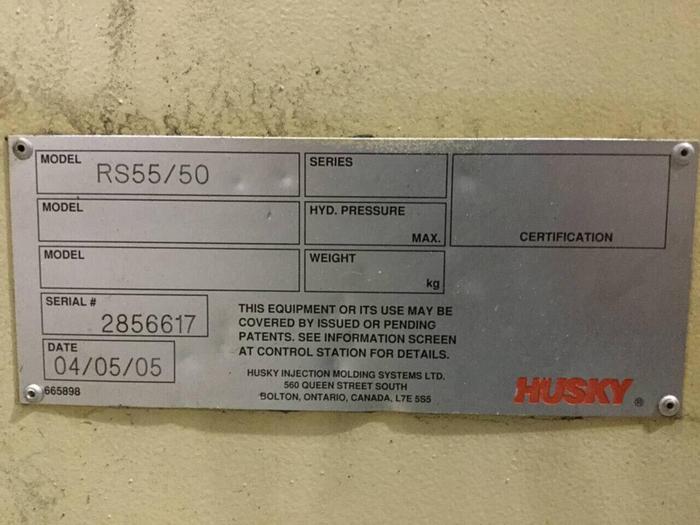 MODEL RS55/50
SERIES
MODEL
HYD. PRESSURE
MAX.
CERTIFICATION
MODEL
WEIGHT
kg
SERIAL #
2856617
DATE
04/05/05
665898
THIS EQUIPMENT OR ITS USE MAY BE
COVERED BY ISSUED OR PENDING
PATENTS. SEE INFORMATION SCREEN
AT CONTROL STATION FOR DETAILS.
HUSKY INJECTION MOLDING SYSTEMS LTD.
560 QUEEN STREET SOUTH
BOLTON, ONTARIO, CANADA, L7E 5S5
HUSKY ®